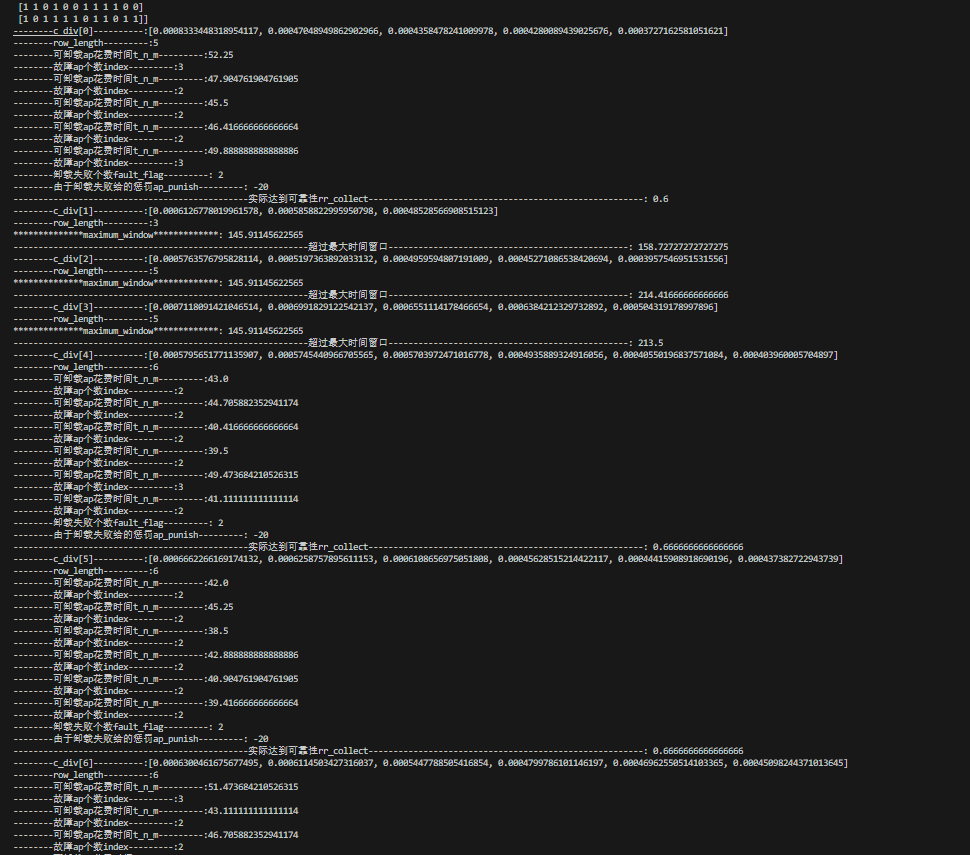 [1 1 0 1 0 0 1 1 1 1 0 0]
[1 0 1 1 1 1 0 1 1 0 1 1]]
--------c_div[0]----------:[0.0008333448318954117, 0.00047048949862902966, 0.0004358478241009978, 0.0004280089439025676, 0.0003727162581051621]
--------row_length---------:5
--------可卸载ap花费时间t_n_m---------:52.25
--------故障ap个数index---------:3
--------可卸载ap花费时间t_n_m---------:47.904761904761905
--------故障ap个数index---------:2
--------可卸载ap花费时间t_n_m---------:45.5
--------故障ap个数index---------:2
--------可卸载ap花费时间t_n_m---------:46.416666666666664
--------故障ap个数index---------:2
--------可卸载ap花费时间t_n_m---------:49.888888888888886
--------故障ap个数index---------:3
--------卸载失败个数fault_flag---------: 2
--------由于卸载失败给的惩罚ap_punish---------: -20
-----------------------------------------------实际达到可靠性rr_collect-------------------------------------------------------: 0.6
--------c_div[1]----------:[0.0006126778019961578, 0.0005858822995950798, 0.00048528566908515123]
--------row_length---------:3
**************maximum_window*************: 145.91145622565
-----------------------------------------------------------超过最大时间窗口------------------------------------------------: 158.72727272727275
--------c_div[2]----------:[0.0005763576795828114, 0.0005197363892033132, 0.0004959594807191009, 0.00045271086538420694, 0.0003957546951531556]
--------row_length---------:5
**************maximum_window*************: 145.91145622565
-----------------------------------------------------------超过最大时间窗口------------------------------------------------: 214.41666666666666
--------c_div[3]----------:[0.0007118091421046514, 0.0006991829122542137, 0.0006551114178466654, 0.0006384212329732892, 0.000504319178997896]
--------row_length---------:5
**************maximum_window*************: 145.91145622565
-----------------------------------------------------------超过最大时间窗口------------------------------------------------: 213.5
--------c_div[4]----------:[0.0005795651771135907, 0.0005745440966705565, 0.0005703972471016778, 0.0004935889324916056, 0.00040550196837571084, 0.000403960005704897]
--------row_length---------:6
--------可卸载ap花费时间t_n_m---------:43.0
--------故障ap个数index---------:2
--------可卸载ap花费时间t_n_m---------:44.705882352941174
--------故障ap个数index---------:2
--------可卸载ap花费时间t_n_m---------:40.416666666666664
--------故障ap个数index---------:2
--------可卸载ap花费时间t_n_m---------:39.5
--------故障ap个数index---------:2
--------可卸载ap花费时间t_n_m---------:49.473684210526315
--------故障ap个数index---------:3
--------可卸载ap花费时间t_n_m---------:41.111111111111114
--------故障ap个数index---------:2
--------卸载失败个数fault_flag---------: 2
--------由于卸载失败给的惩罚ap_punish---------: -20
-----------------------------------------------实际达到可靠性rr_collect-------------------------------------------------------: 0.6666666666666666
--------c_div[5]----------:[0.0006662266169174132, 0.0006258757895611153, 0.0006108656975051808, 0.00045628515214422117, 0.00044415908918690196, 0.000437382722943739]
--------row_length---------:6
--------可卸载ap花费时间t_n_m---------:42.0
--------故障ap个数index---------:2
--------可卸载ap花费时间t_n_m---------:45.25
--------故障ap个数index---------:2
--------可卸载ap花费时间t_n_m---------:38.5
--------故障ap个数index---------:2
--------可卸载ap花费时间t_n_m---------:42.888888888888886
--------故障ap个数index---------:2
--------可卸载ap花费时间t_n_m---------:40.904761904761905
--------故障ap个数index---------:2
--------可卸载ap花费时间t_n_m---------:39.416666666666664
--------故障ap个数index---------:2
--------卸载失败个数fault_flag---------: 2
--------由于卸载失败给的惩罚ap_punish---------: -20
-----------------------------------------------实际达到可靠性rr_collect-------------------------------------------------------: 0.6666666666666666
--------c_div[6]----------:[0.0006300461675677495, 0.0006114503427316037, 0.0005447788505416854, 0.0004799786101146197, 0.00046962550514103365, 0.00045098244371013645]
--------row_length---------:6
--------可卸载ap花费时间t_n_m---------:51.473684210526315
--------故障ap个数index---------:3
--------可卸载ap花费时间t_n_m---------:43.111111111111114
--------故障ap个数index---------:2
--------可卸载ap花费时间t_n_m---------:46.705882352941174
--------故障ap个数index---------:2